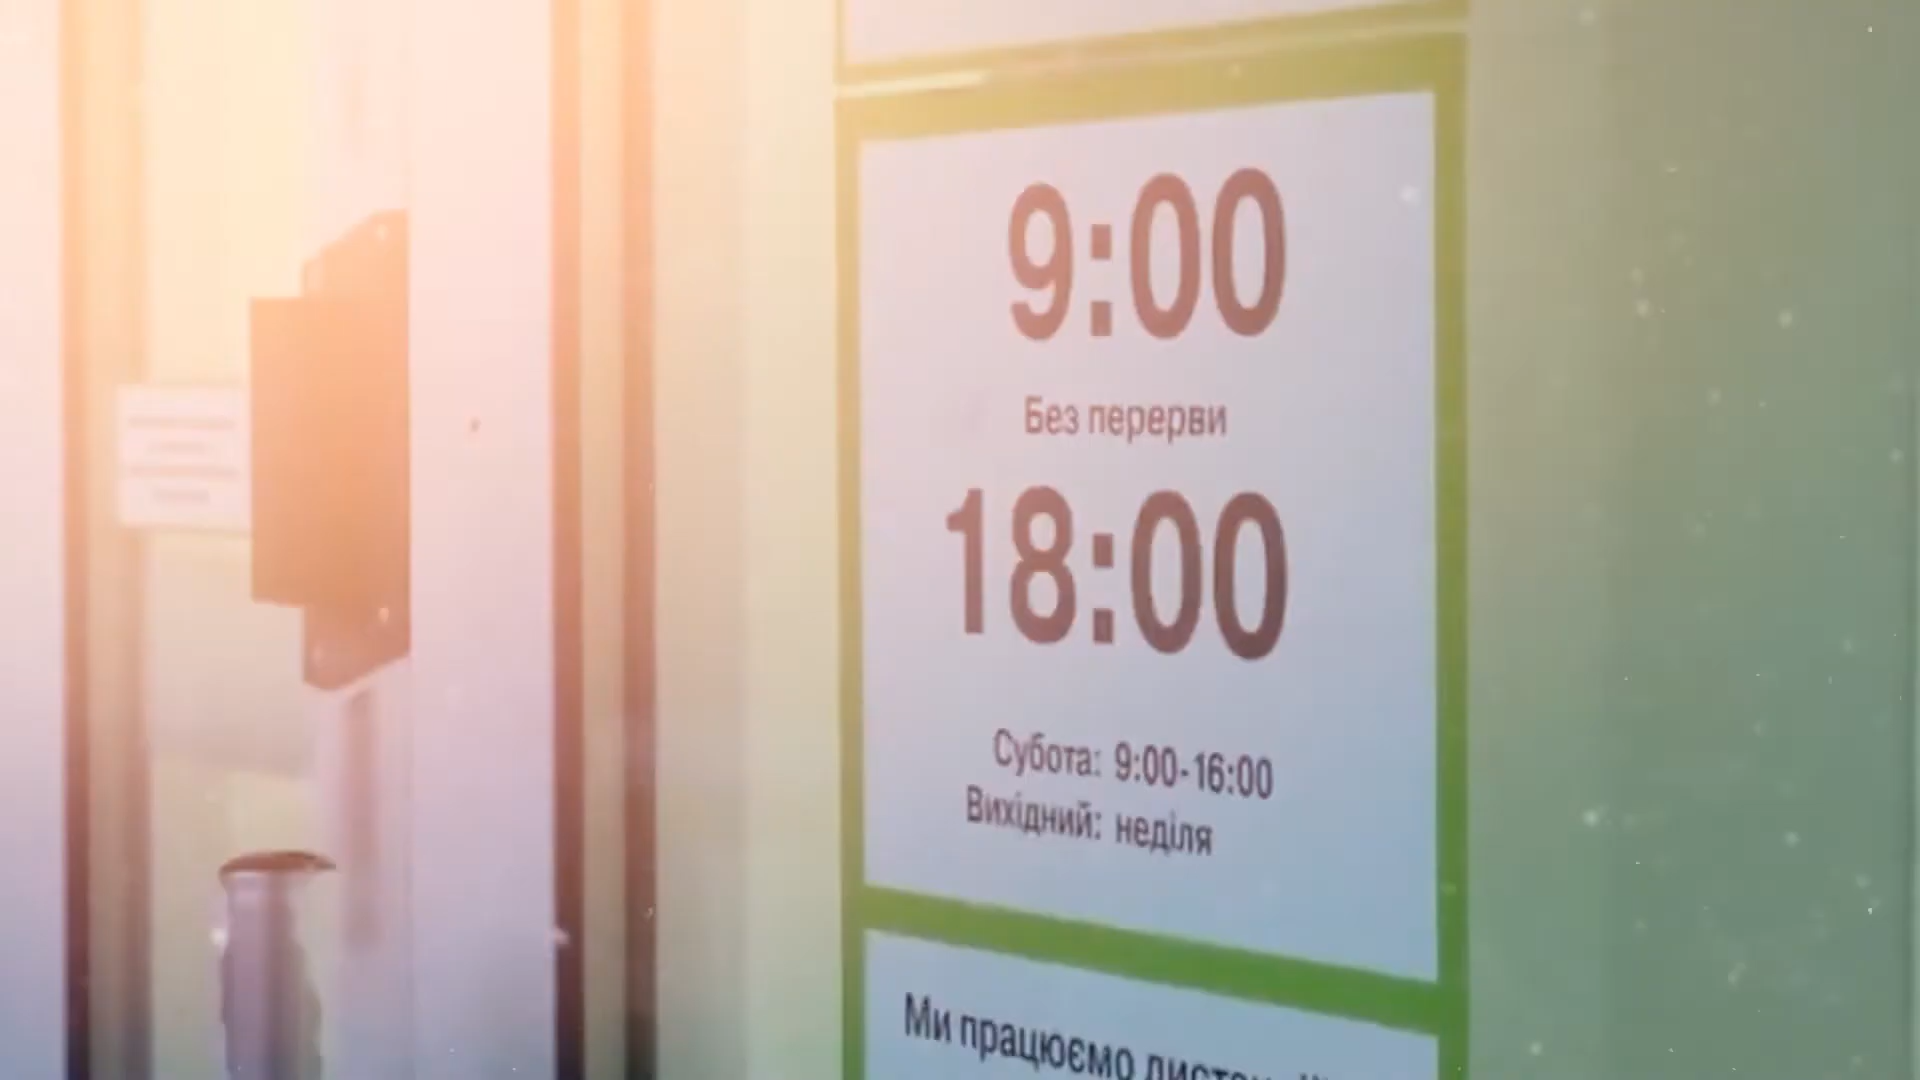 9:00
Без перерви
18:00
Субота: 9:00-16:00
Вихідний: неділя
Ми працюємо